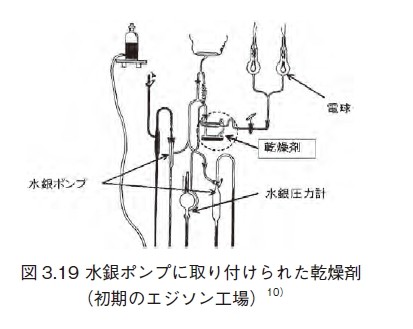 電球
乾燥剤
水銀ポンプ
水銀圧力計
図 3.19 水銀ポンプに取り付けられた乾燥剤
（初期のエジソン工場）10）